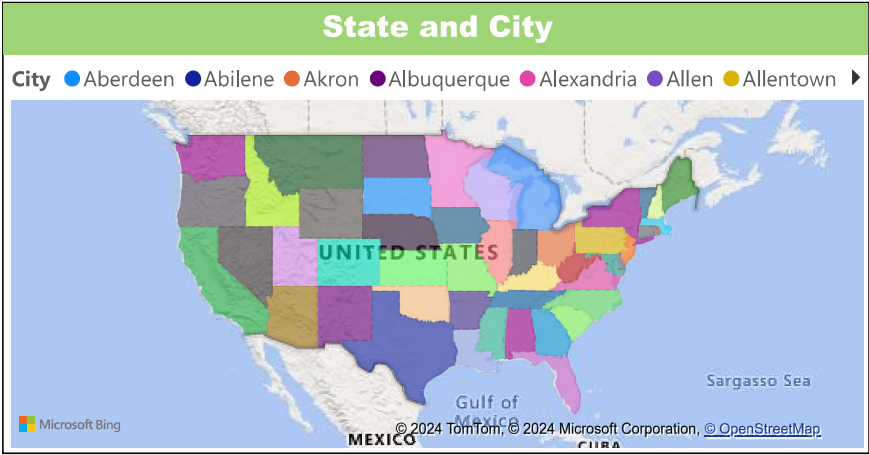 State and City
City Aberdeen Abilene Akron Albuquerque Alexandria Allen Allentown
UNITED STATES
Sargasso Sea
Gulf of
Mexico
Microsoft Bing
© 2024 TomTom, © 2024 Microsoft Corporation, © OpenStreetMap
MEXICO
CUBA